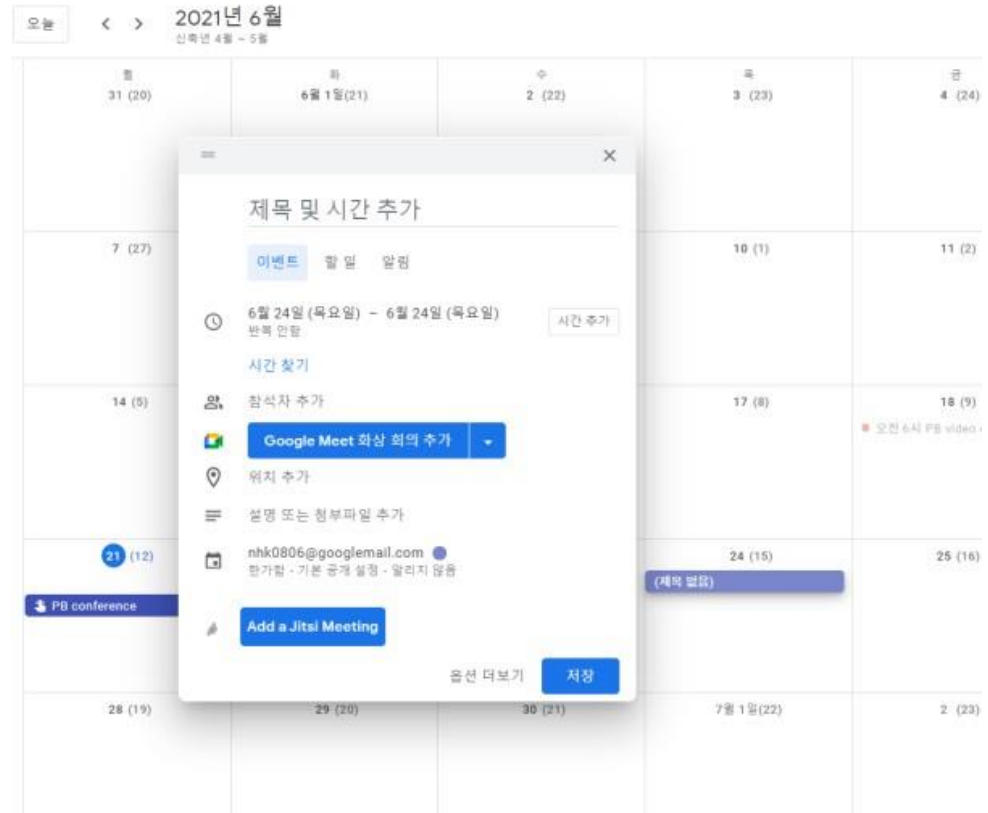 오늘
2021년 6월
신축년 4월 ~ 5월
월 화 수 목 금
31 (20) 6월 1일(21) 2 (22) 3 (23) 4 (24)
제목 및 시간 추가
7 (27) 10 (1) 11 (2)
이벤트 할 일 알림
6월 24일 (목요일) – 6월 24일 (목요일)
반복 안함
시간 추가
시간 찾기
14 (5) 17 (8) 18 (9)
참석자 추가
오전 6시 PB video
Google Meet 화상 회의 추가
위치 추가
설명 또는 첨부파일 추가
21 (12) 24 (15) 25 (16)
nhk0806@googlemail.com
한가함 - 기본 공개 설정 - 알리지 않음
(제목 없음)
PB conference
Add a Jitsi Meeting
옵션 더보기 저장
28 (19) 29 (20) 30 (21) 7월 1일(22) 2 (23)